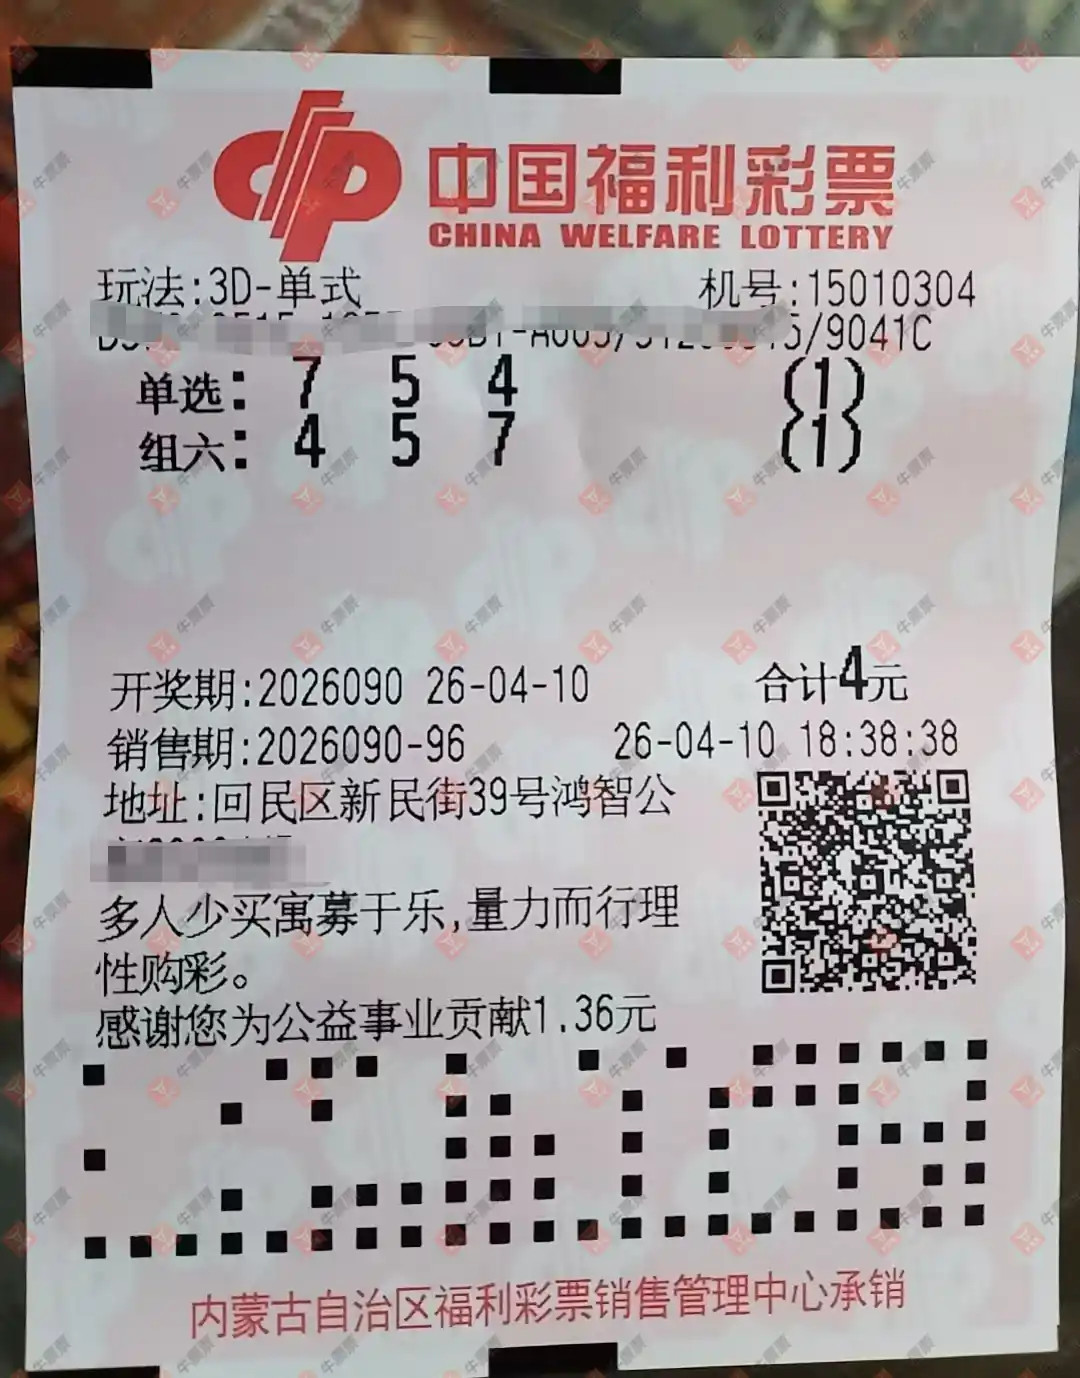 中国福利彩票
CHINA WELFARE LOTTERY
玩法:3D-单式 机号:15010304
5/9041C
单选: 7 5 4 (1)
组六: 4 5 7 (1)
开奖期:2026090 26-04-10 合计4元
销售期:2026090-96 26-04-10 18:38:38
地址:回民区新民街39号鸿智公
多人少买寓募于乐,量力而行理
性购彩。
感谢您为公益事业贡献1.36元
内蒙古自治区福利彩票销售管理中心承销
牛票票